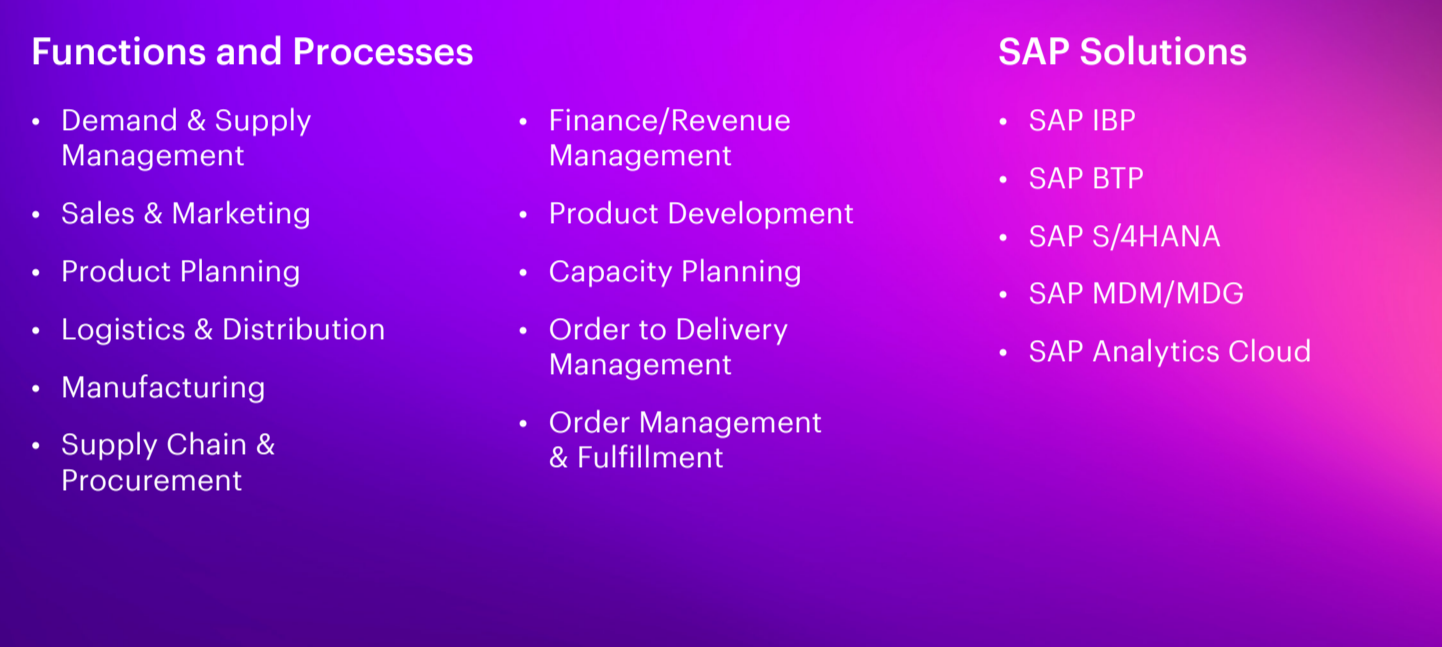 Functions and Processes
• Demand & Supply
Management
• Sales & Marketing
• Product Planning
• Logistics & Distribution
• Manufacturing
• Supply Chain &
Procurement
• Finance/Revenue
Management
• Product Development
• Capacity Planning
• Order to Delivery
Management
• Order Management
& Fulfillment
SAP Solutions
• SAP IBP
• SAP BTP
• SAP S/4HANA
• SAP MDM/MDG
• SAP Analytics Cloud